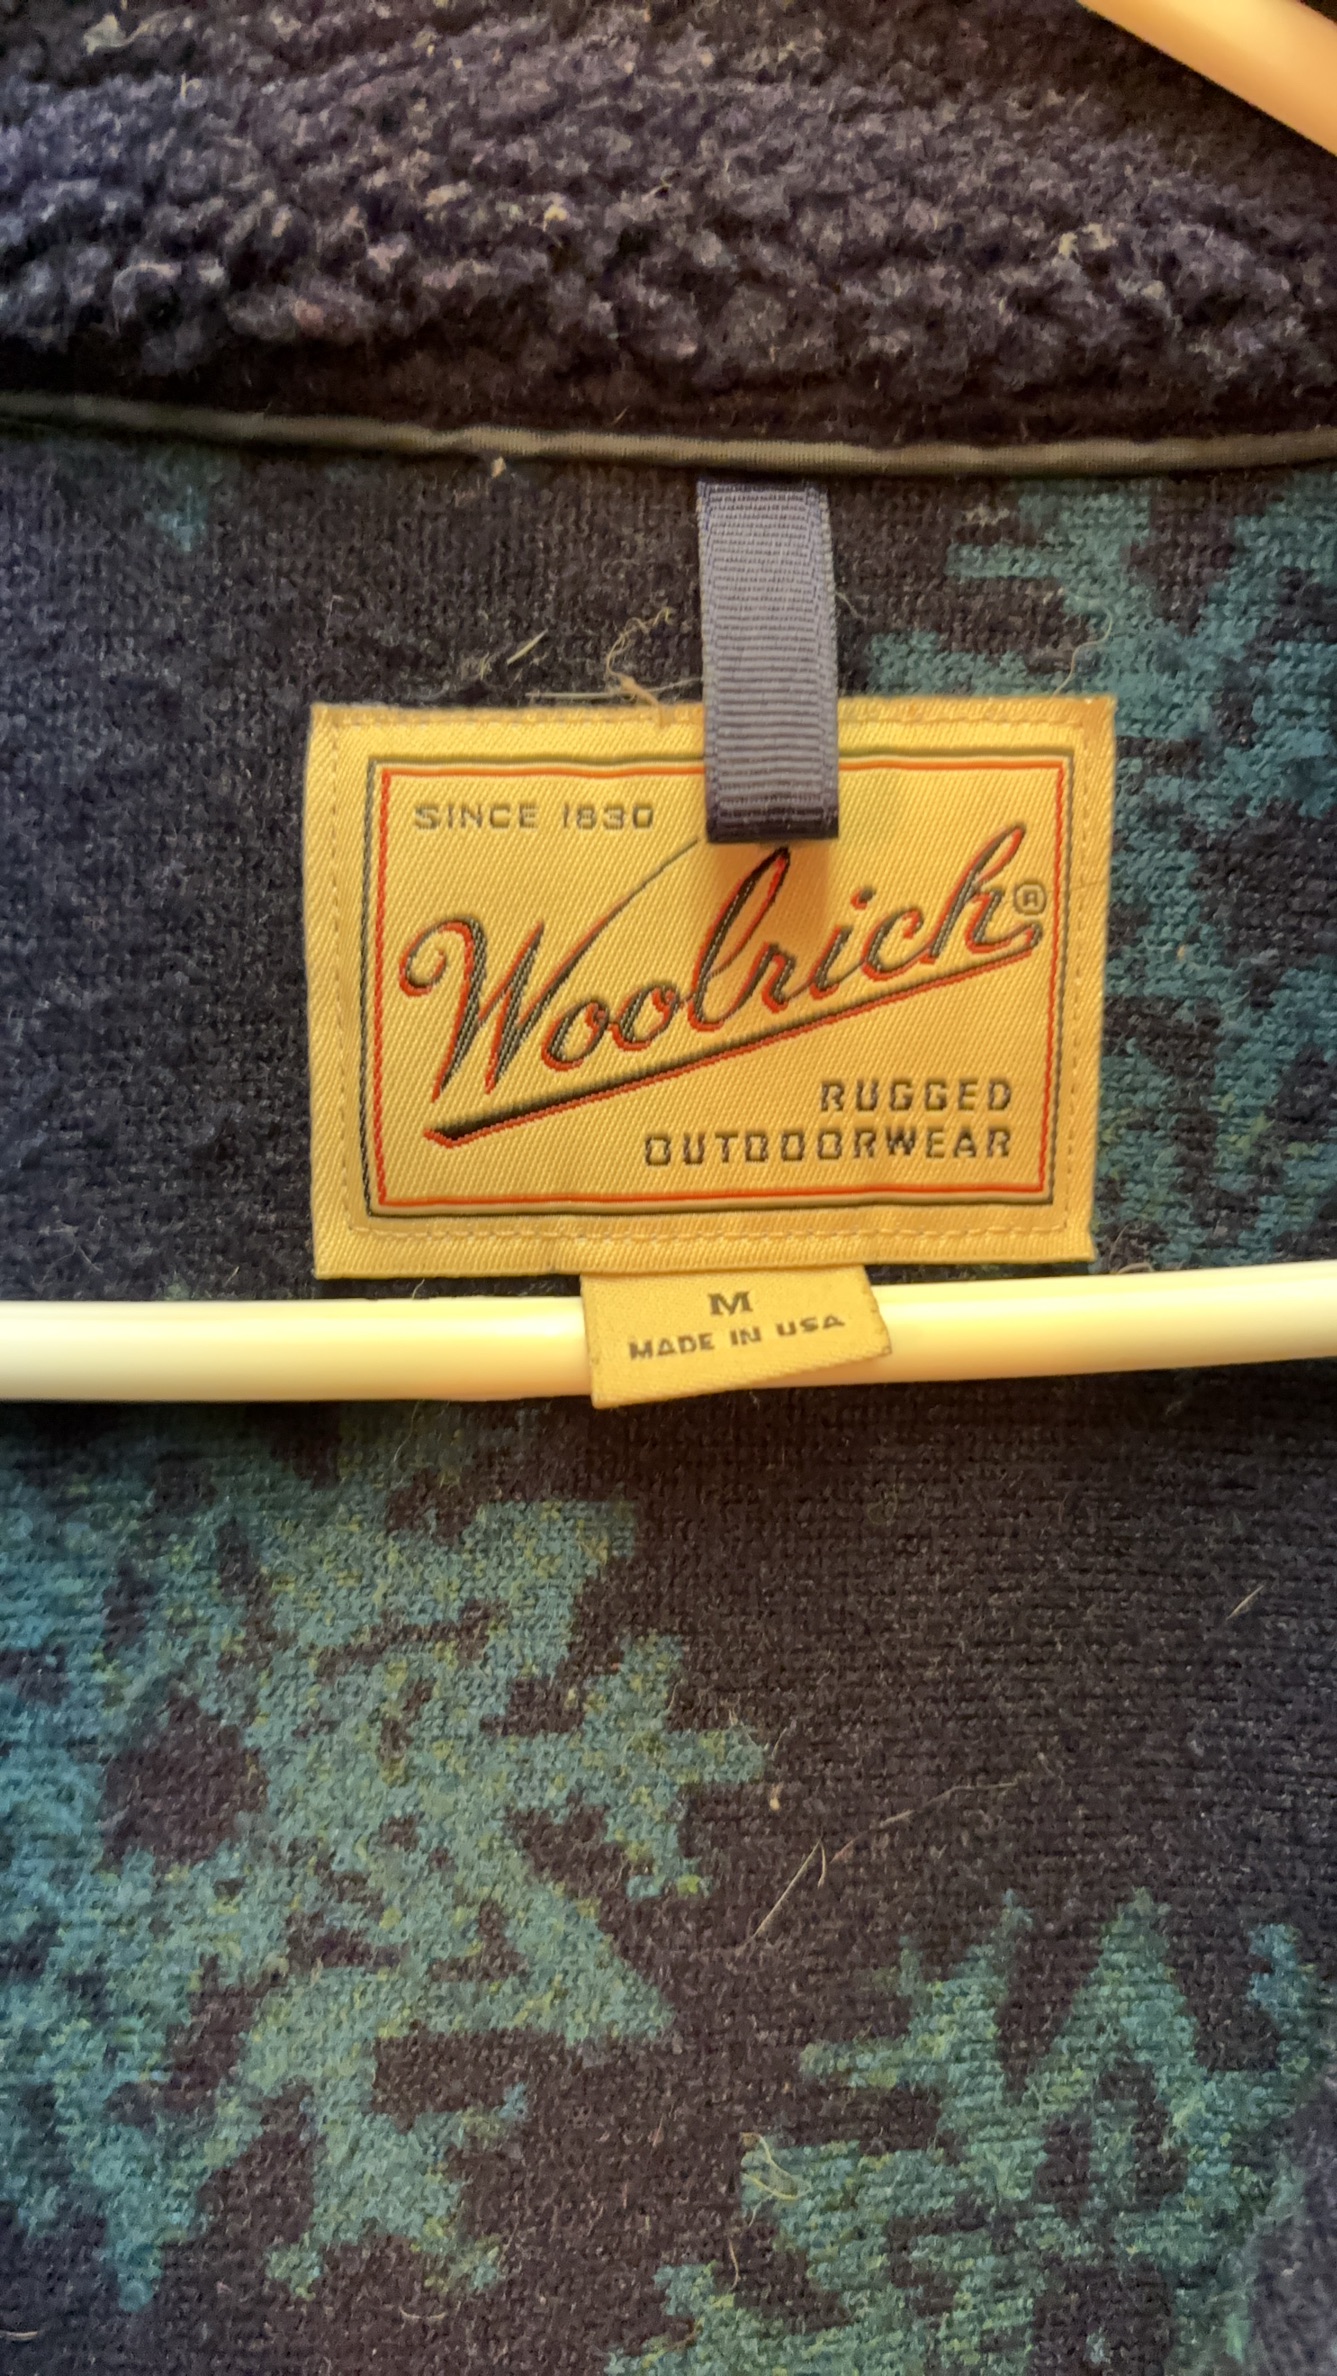 SINCE 1830
Woolrich®
RUGGED
OUTDOORWEAR
M
MADE IN USA